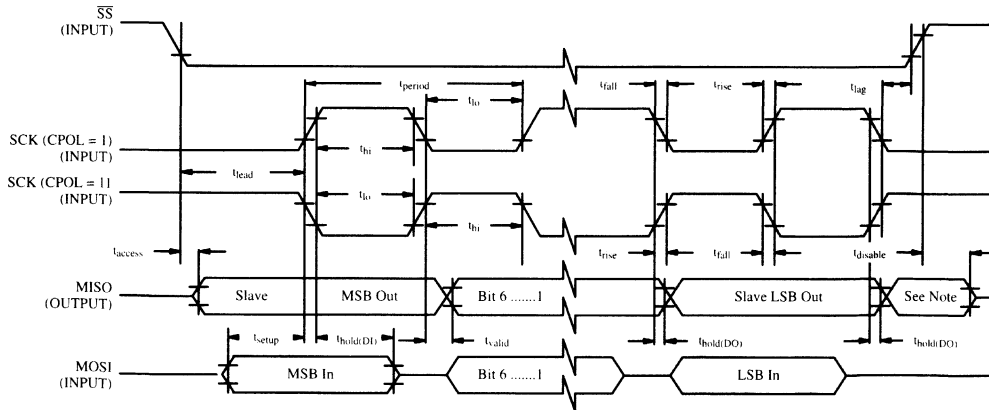 SS
(INPUT)
tperiod
tlo
tfall
trise
tlag
SCK (CPOL = 1)
(INPUT)
thi
tlead
SCK (CPOL = 1]
(INPUT)
tlo
thi
taccess
trise
tfall
tdisable
MISO
(OUTPUT)
Slave
MSB Out
Bit 6 .......1
Slave LSB Out
See Note
tsetup
thold(DI)
tvalid
thold(DO)
thold(DO)
MOSI
(INPUT)
MSB In
Bit 6 .......1
LSB In